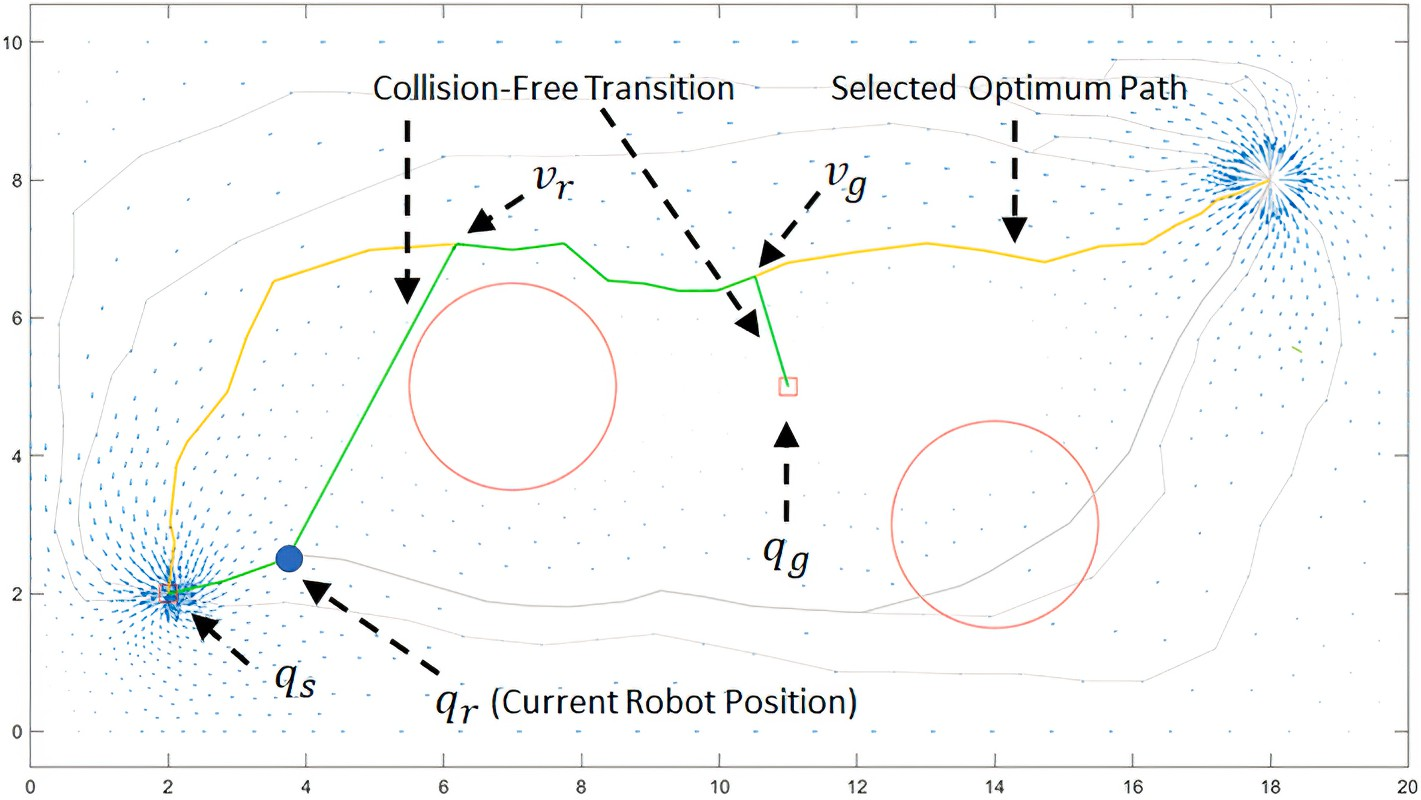 10
Collision-Free Transition
Selected Optimum Path
8
v_r
v_g
6
4
q_g
2
q_s
q_r (Current Robot Position)
0
0 2 4 6 8 10 12 14 16 18 20